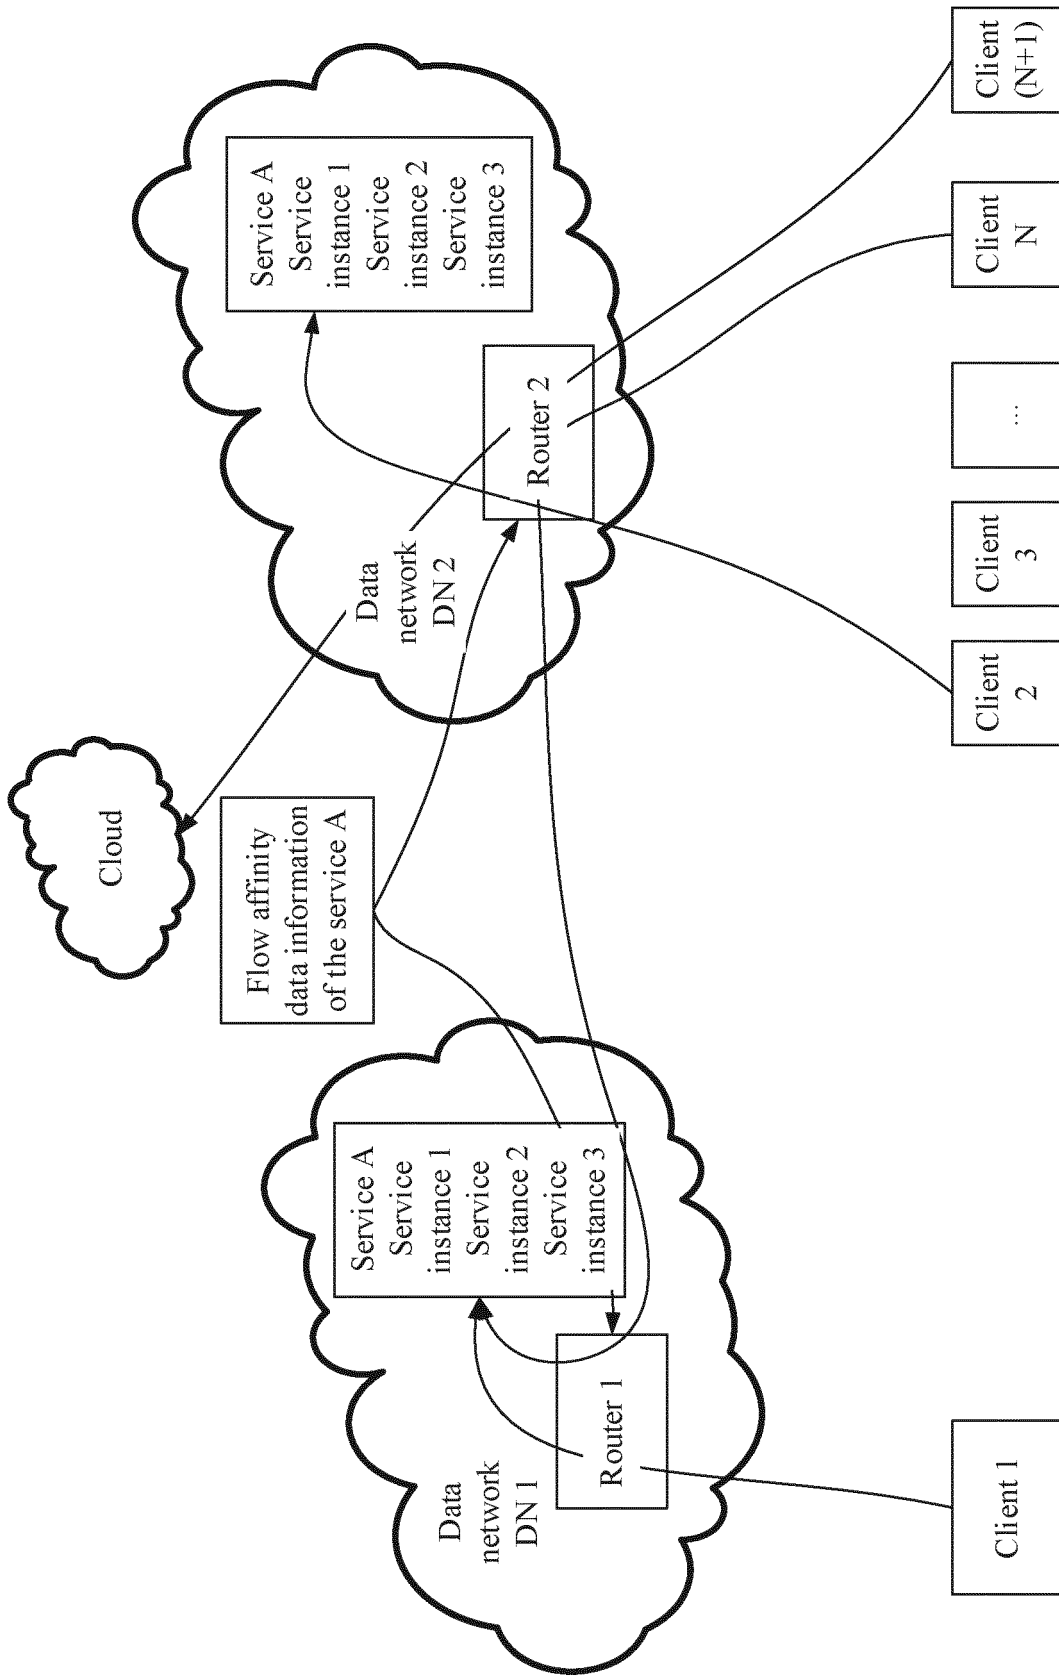 Cloud
Flow affinity
data information
of the service A
Service A
Service
instance 1
Service
instance 2
Service
instance 3
Data
network
DN 1
Router 1
Service A
Service
instance 1
Service
instance 2
Service
instance 3
Data
network
DN 2
Router 2
Client 1
Client
2
Client
3
...
Client
N
Client
(N+1)